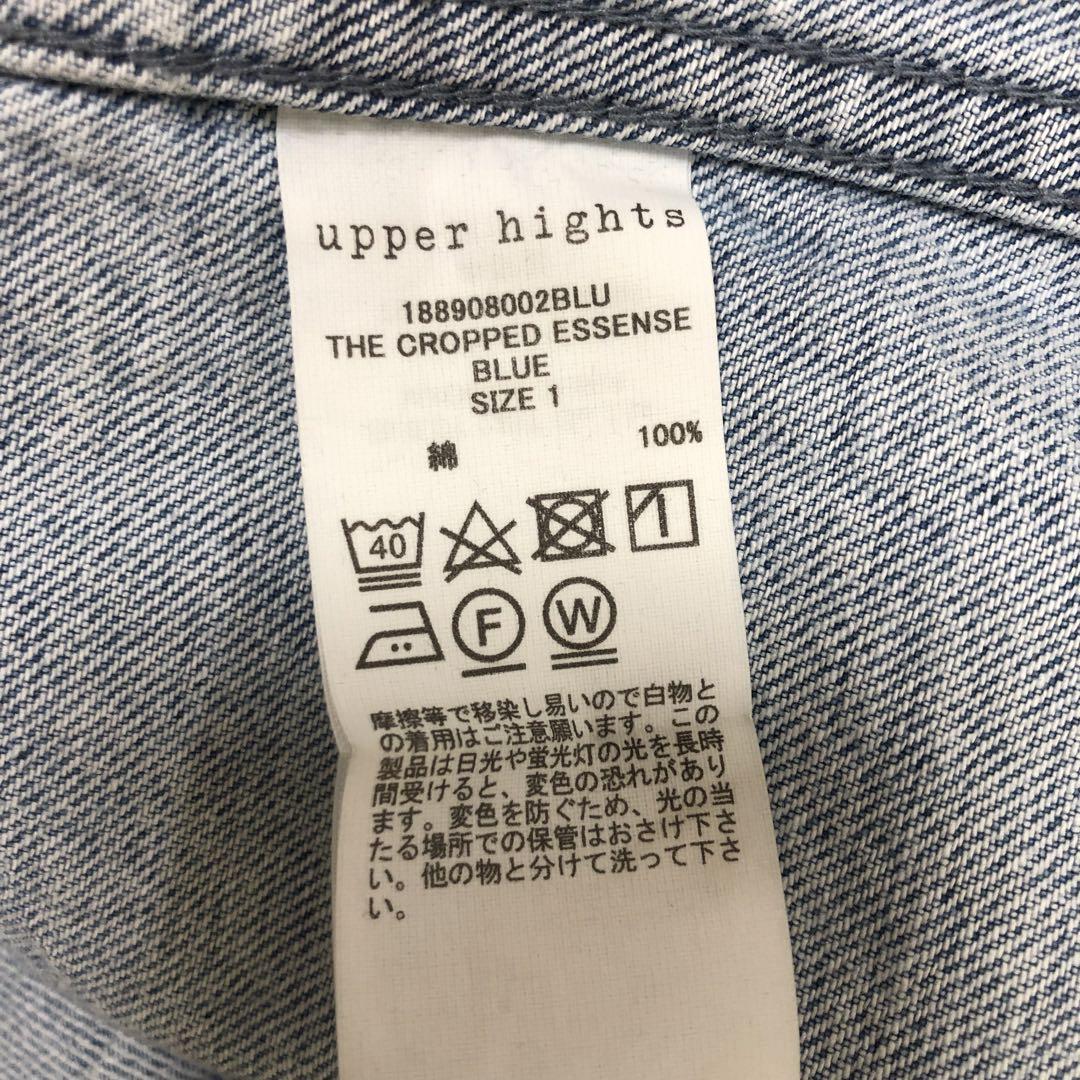 upper hights
188908002BLU
THE CROPPED ESSENSE
BLUE
SIZE 1
綿 100%
40
F W
摩擦等で移染し易いので白物と
の着用はご注意願います。この
製品は日光や蛍光灯の光を長時
間受けると、変色の恐れがあり
ます。変色を防ぐため、光の当
たる場所での保管はおさけ下さ
い。他の物と分けて洗って下さ
い。